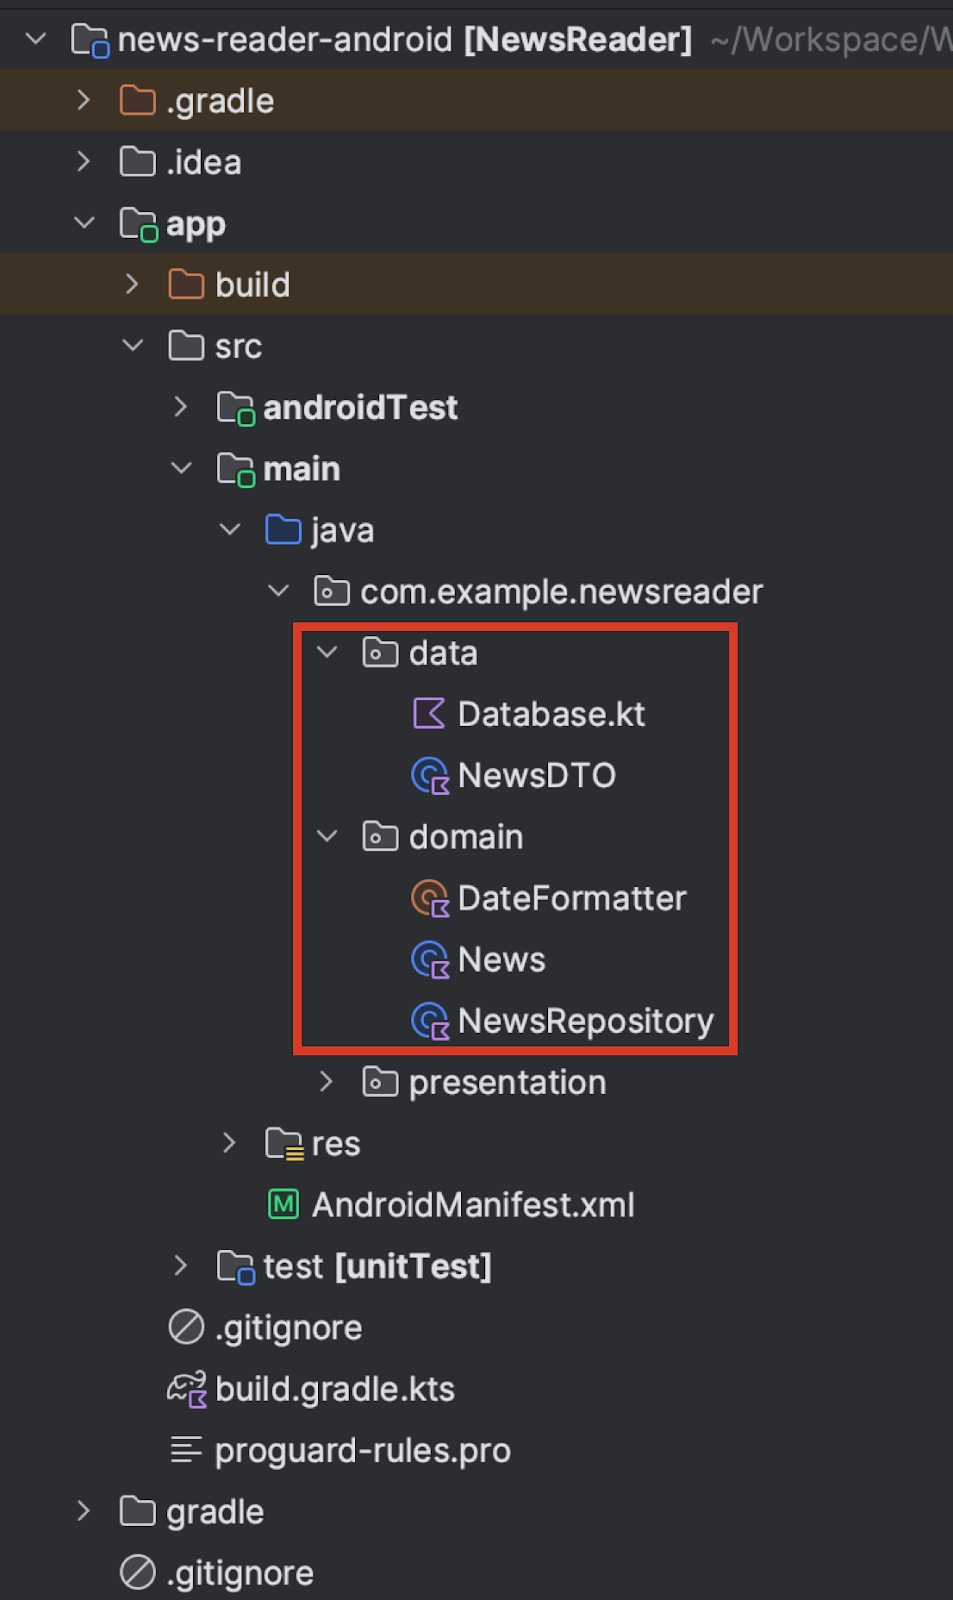 news-reader-android [NewsReader] ~/Workspace/W
.gradle
.idea
app
build
src
androidTest
main
java
com.example.newsreader
data
Database.kt
NewsDTO
domain
DateFormatter
News
NewsRepository
presentation
res
M AndroidManifest.xml
test [unitTest]
.gitignore
build.gradle.kts
proguard-rules.pro
gradle
.gitignore